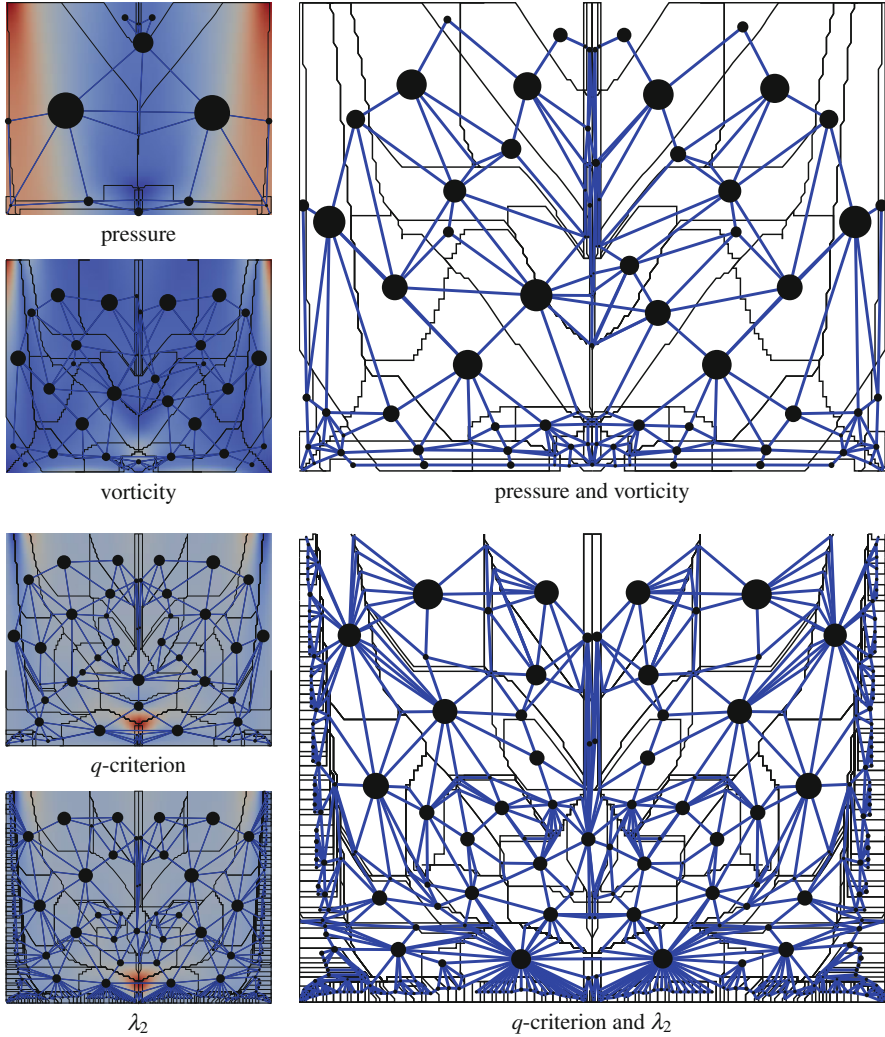 pressure
vorticity
pressure and vorticity
q-criterion
λ₂
q-criterion and λ₂